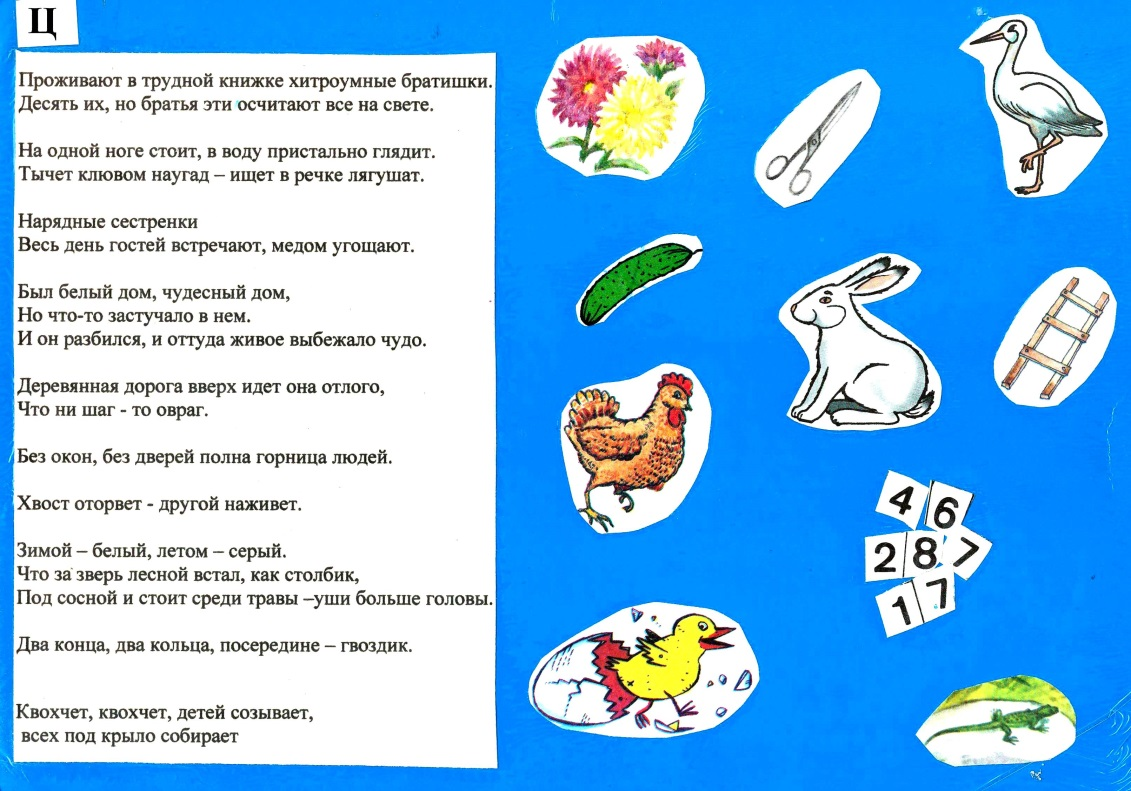 Ц
Проживают в трудной книжке хитроумные братишки.
Десять их, но братья эти осчитают все на свете.
На одной ноге стоит, в воду пристально глядит.
Тычет клювом наугад – ищет в речке лягушат.
Нарядные сестренки
Весь день гостей встречают, медом угощают.
Был белый дом, чудесный дом,
Но что-то застучало в нем.
И он разбился, и оттуда живое выбежало чудо.
Деревянная дорога вверх идет она отлого,
Что ни шаг - то овраг.
Без окон, без дверей полна горница людей.
Хвост оторвет - другой наживет.
Зимой – белый, летом – серый.
Что за зверь лесной встал, как столбик,
Под сосной и стоит среди травы –уши больше головы.
Два конца, два кольца, посередине – гвоздик.
Квохчет, квохчет, детей созывает,
всех под крыло собирает
4 6
2 8 7
1 7